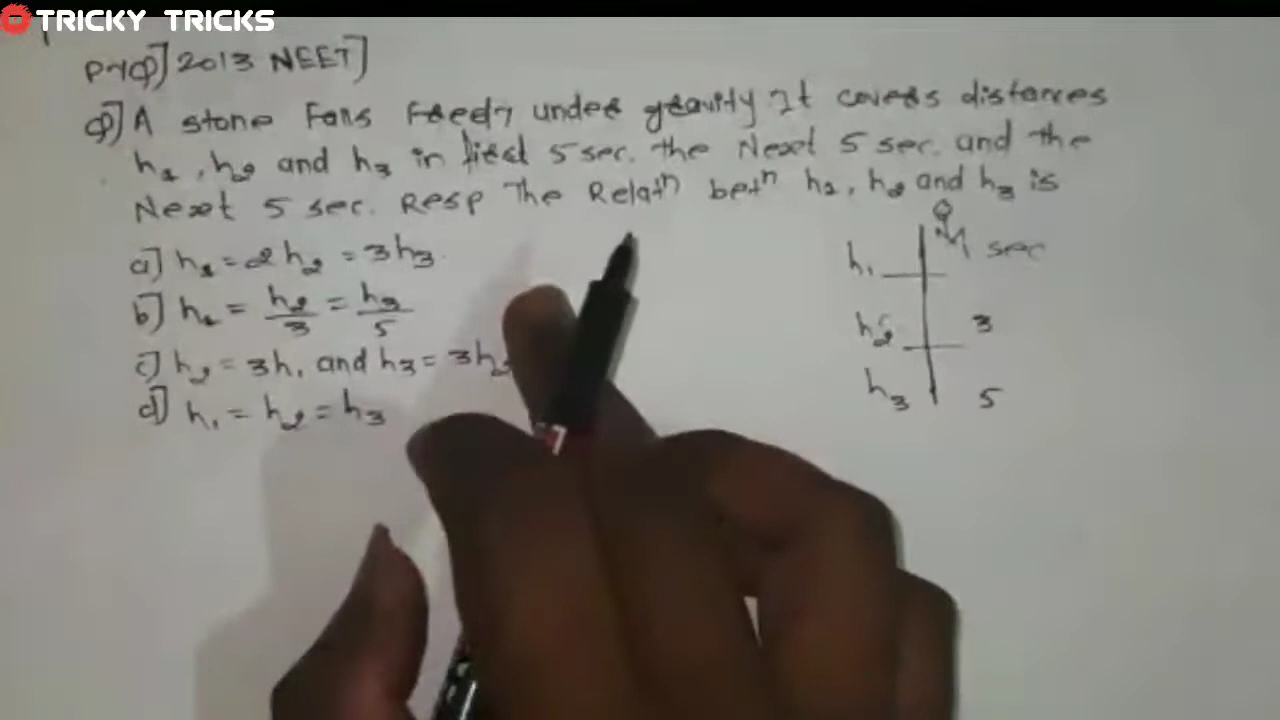 TRICKY TRICKS
PYQ] 2013 NEET]
Q] A stone Falls Freely under gravity It covers distances
h1, h2 and h3 in first 5 sec. the Next 5 sec. and the
Next 5 sec. Resp The Relatn betn h1, h2 and h3 is
a] h1 = 2h2 = 3h3
b] h1 = h2/3 = h3/5
c] h2 = 3h1 and h3 = 3h2
d] h1 = h2 = h3
h1 sec
h2 3
h3 5